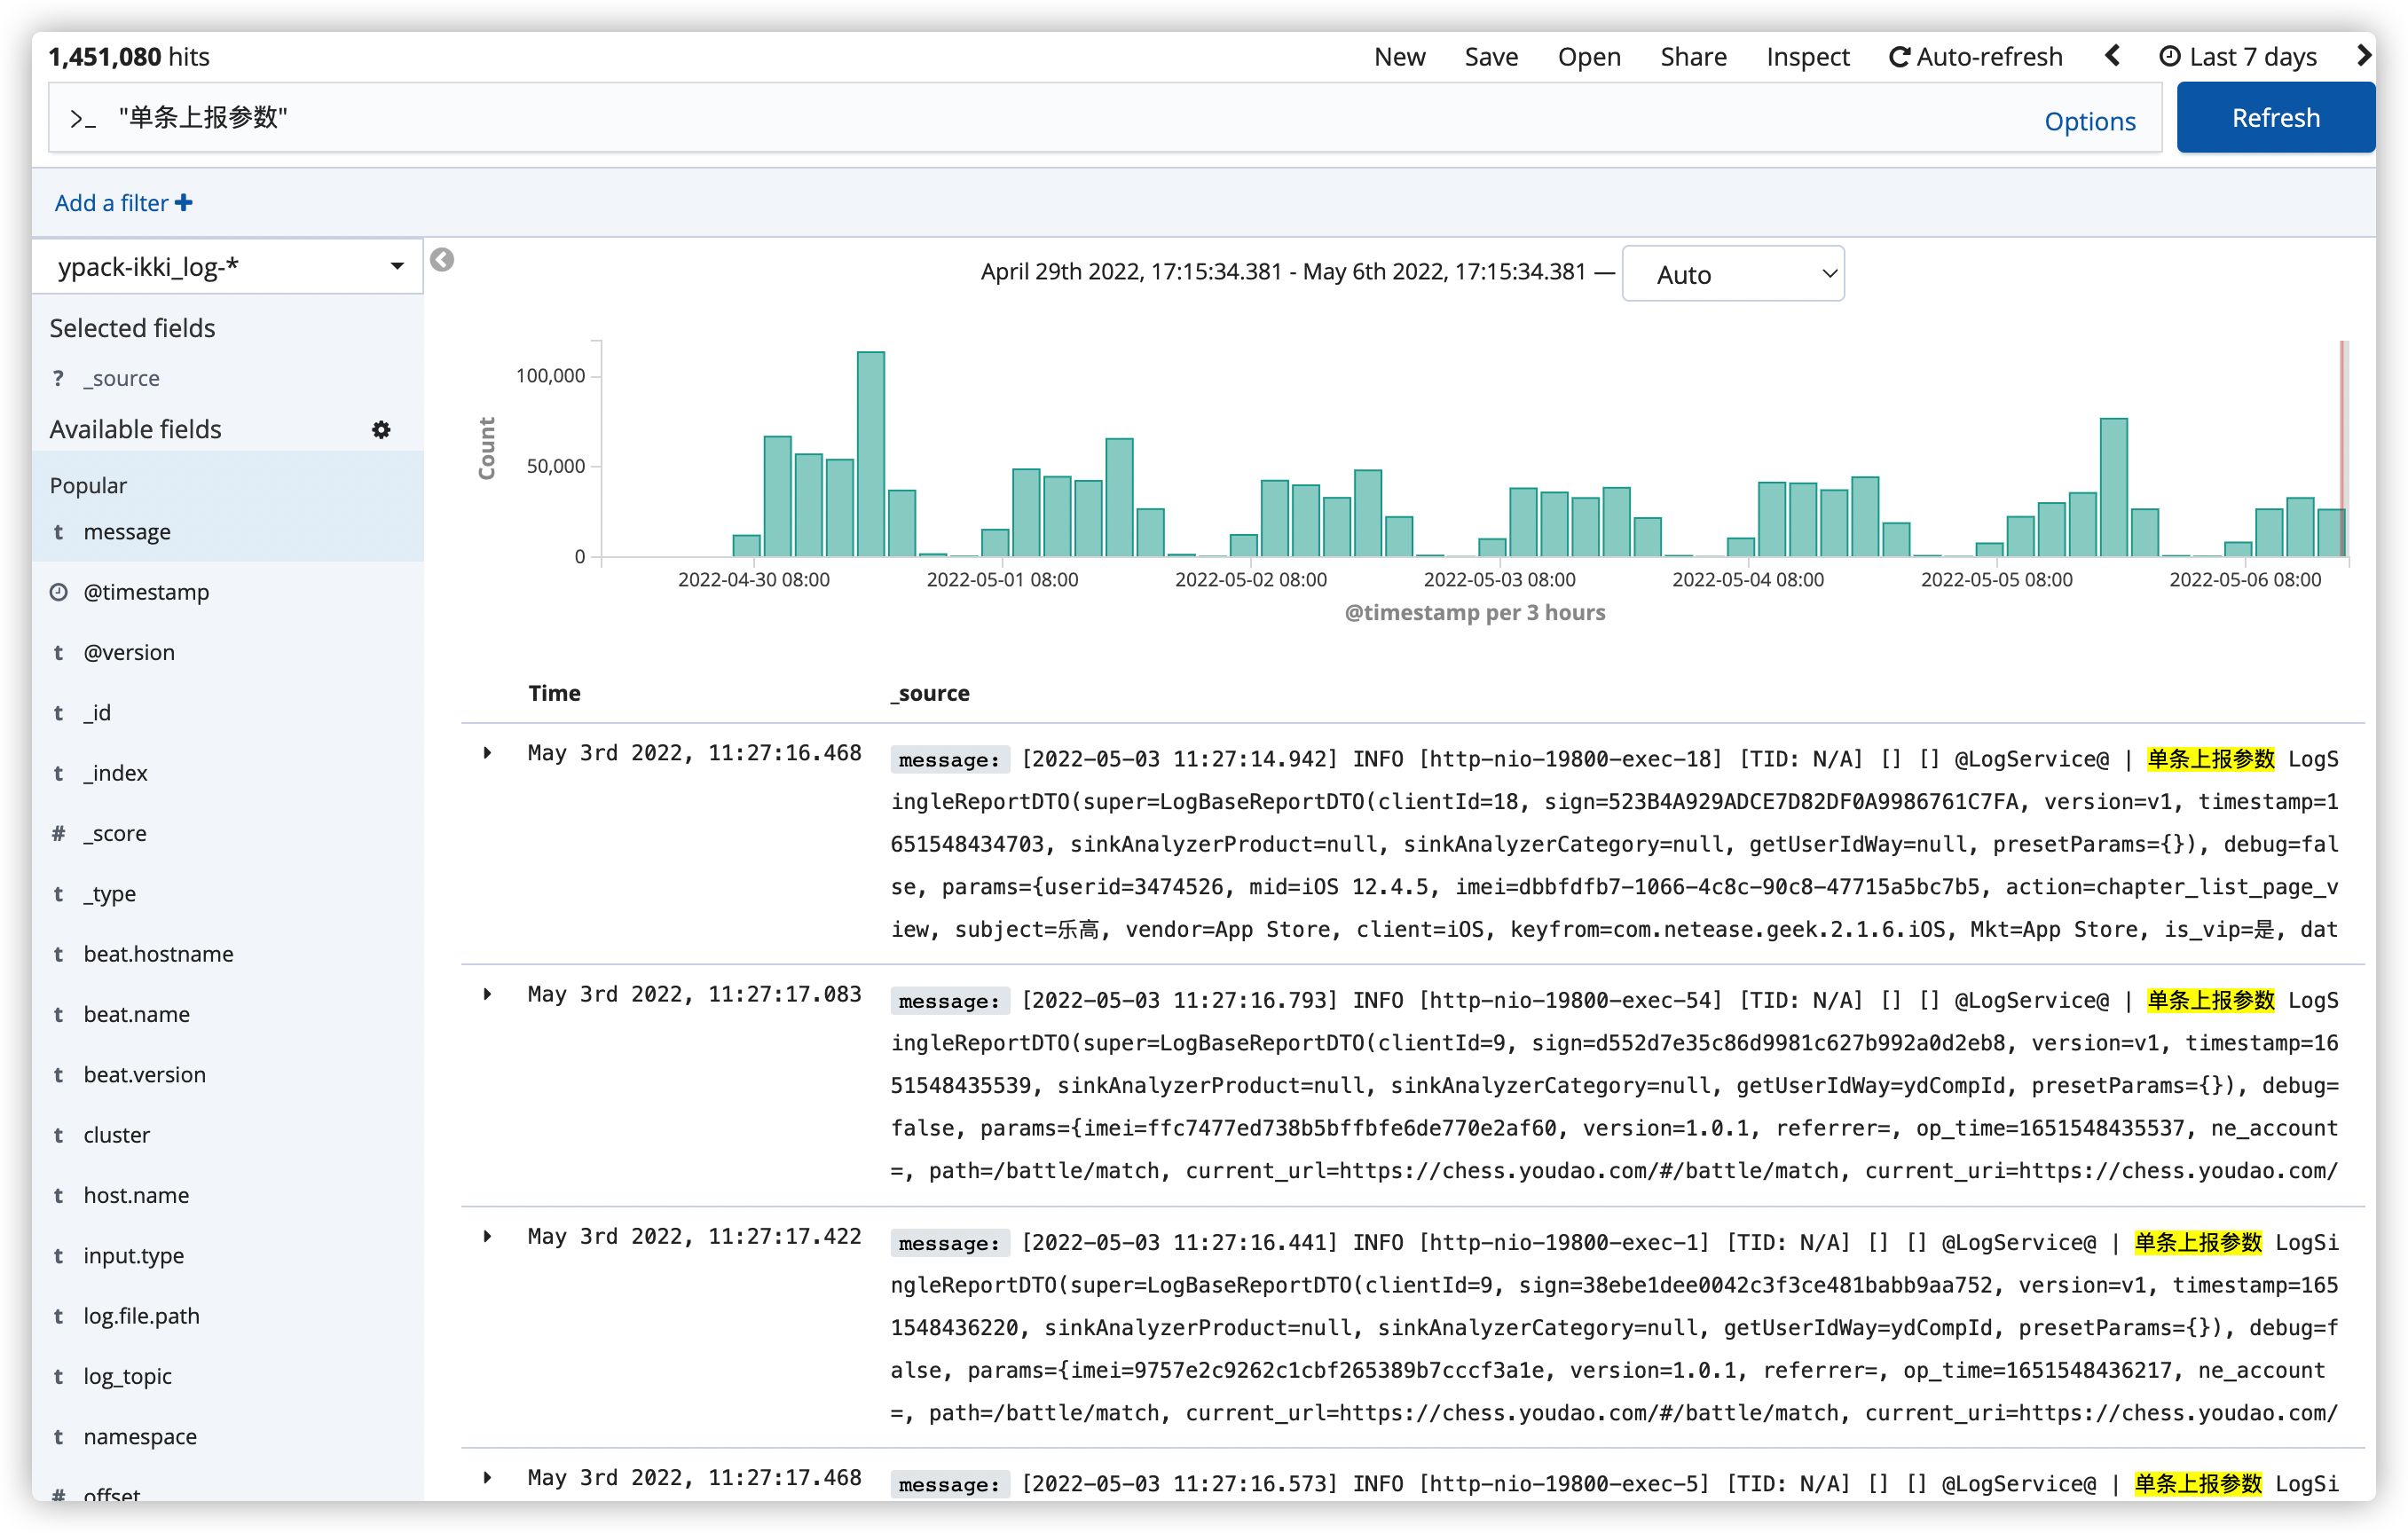 1,451,080 hits
New Save Open Share Inspect Auto-refresh Last 7 days
>_ "单条上报参数" Options Refresh
Add a filter
ypack-ikki_log-*
April 29th 2022, 17:15:34.381 - May 6th 2022, 17:15:34.381 — Auto
Selected fields
? _source
Available fields
Popular
t message
@timestamp
t @version
t _id
t _index
# _score
t _type
t beat.hostname
t beat.name
t beat.version
t cluster
t host.name
t input.type
t log.file.path
t log_topic
t namespace
# offset
Count
100,000
50,000
0
2022-04-30 08:00 2022-05-01 08:00 2022-05-02 08:00 2022-05-03 08:00 2022-05-04 08:00 2022-05-05 08:00 2022-05-06 08:00
@timestamp per 3 hours
Time _source
May 3rd 2022, 11:27:16.468 message: [2022-05-03 11:27:14.942] INFO [http-nio-19800-exec-18] [TID: N/A] [] [] @LogService@ | 单条上报参数 LogS
ingleReportDTO(super=LogBaseReportDTO(clientId=18, sign=523B4A929ADCE7D82DF0A9986761C7FA, version=v1, timestamp=1
651548434703, sinkAnalyzerProduct=null, sinkAnalyzerCategory=null, getUserIdWay=null, presetParams={}), debug=fal
se, params={userid=3474526, mid=iOS 12.4.5, imei=dbbfdfb7-1066-4c8c-90c8-47715a5bc7b5, action=chapter_list_page_v
iew, subject=乐高, vendor=App Store, client=iOS, keyfrom=com.netease.geek.2.1.6.iOS, Mkt=App Store, is_vip=是, dat
May 3rd 2022, 11:27:17.083 message: [2022-05-03 11:27:16.793] INFO [http-nio-19800-exec-54] [TID: N/A] [] [] @LogService@ | 单条上报参数 LogS
ingleReportDTO(super=LogBaseReportDTO(clientId=9, sign=d552d7e35c86d9981c627b992a0d2eb8, version=v1, timestamp=16
51548435539, sinkAnalyzerProduct=null, sinkAnalyzerCategory=null, getUserIdWay=ydCompId, presetParams={}), debug=
false, params={imei=ffc7477ed738b5bffbfe6de770e2af60, version=1.0.1, referrer=, op_time=1651548435537, ne_account
=, path=/battle/match, current_url=https://chess.youdao.com/#/battle/match, current_uri=https://chess.youdao.com/
May 3rd 2022, 11:27:17.422 message: [2022-05-03 11:27:16.441] INFO [http-nio-19800-exec-1] [TID: N/A] [] [] @LogService@ | 单条上报参数 LogSi
ngleReportDTO(super=LogBaseReportDTO(clientId=9, sign=38ebe1dee0042c3f3ce481babb9aa752, version=v1, timestamp=165
1548436220, sinkAnalyzerProduct=null, sinkAnalyzerCategory=null, getUserIdWay=ydCompId, presetParams={}), debug=f
alse, params={imei=9757e2c9262c1cbf265389b7cccf3a1e, version=1.0.1, referrer=, op_time=1651548436217, ne_account
=, path=/battle/match, current_url=https://chess.youdao.com/#/battle/match, current_uri=https://chess.youdao.com/
May 3rd 2022, 11:27:17.468 message: [2022-05-03 11:27:16.573] INFO [http-nio-19800-exec-5] [TID: N/A] [] [] @LogService@ | 单条上报参数 LogSi